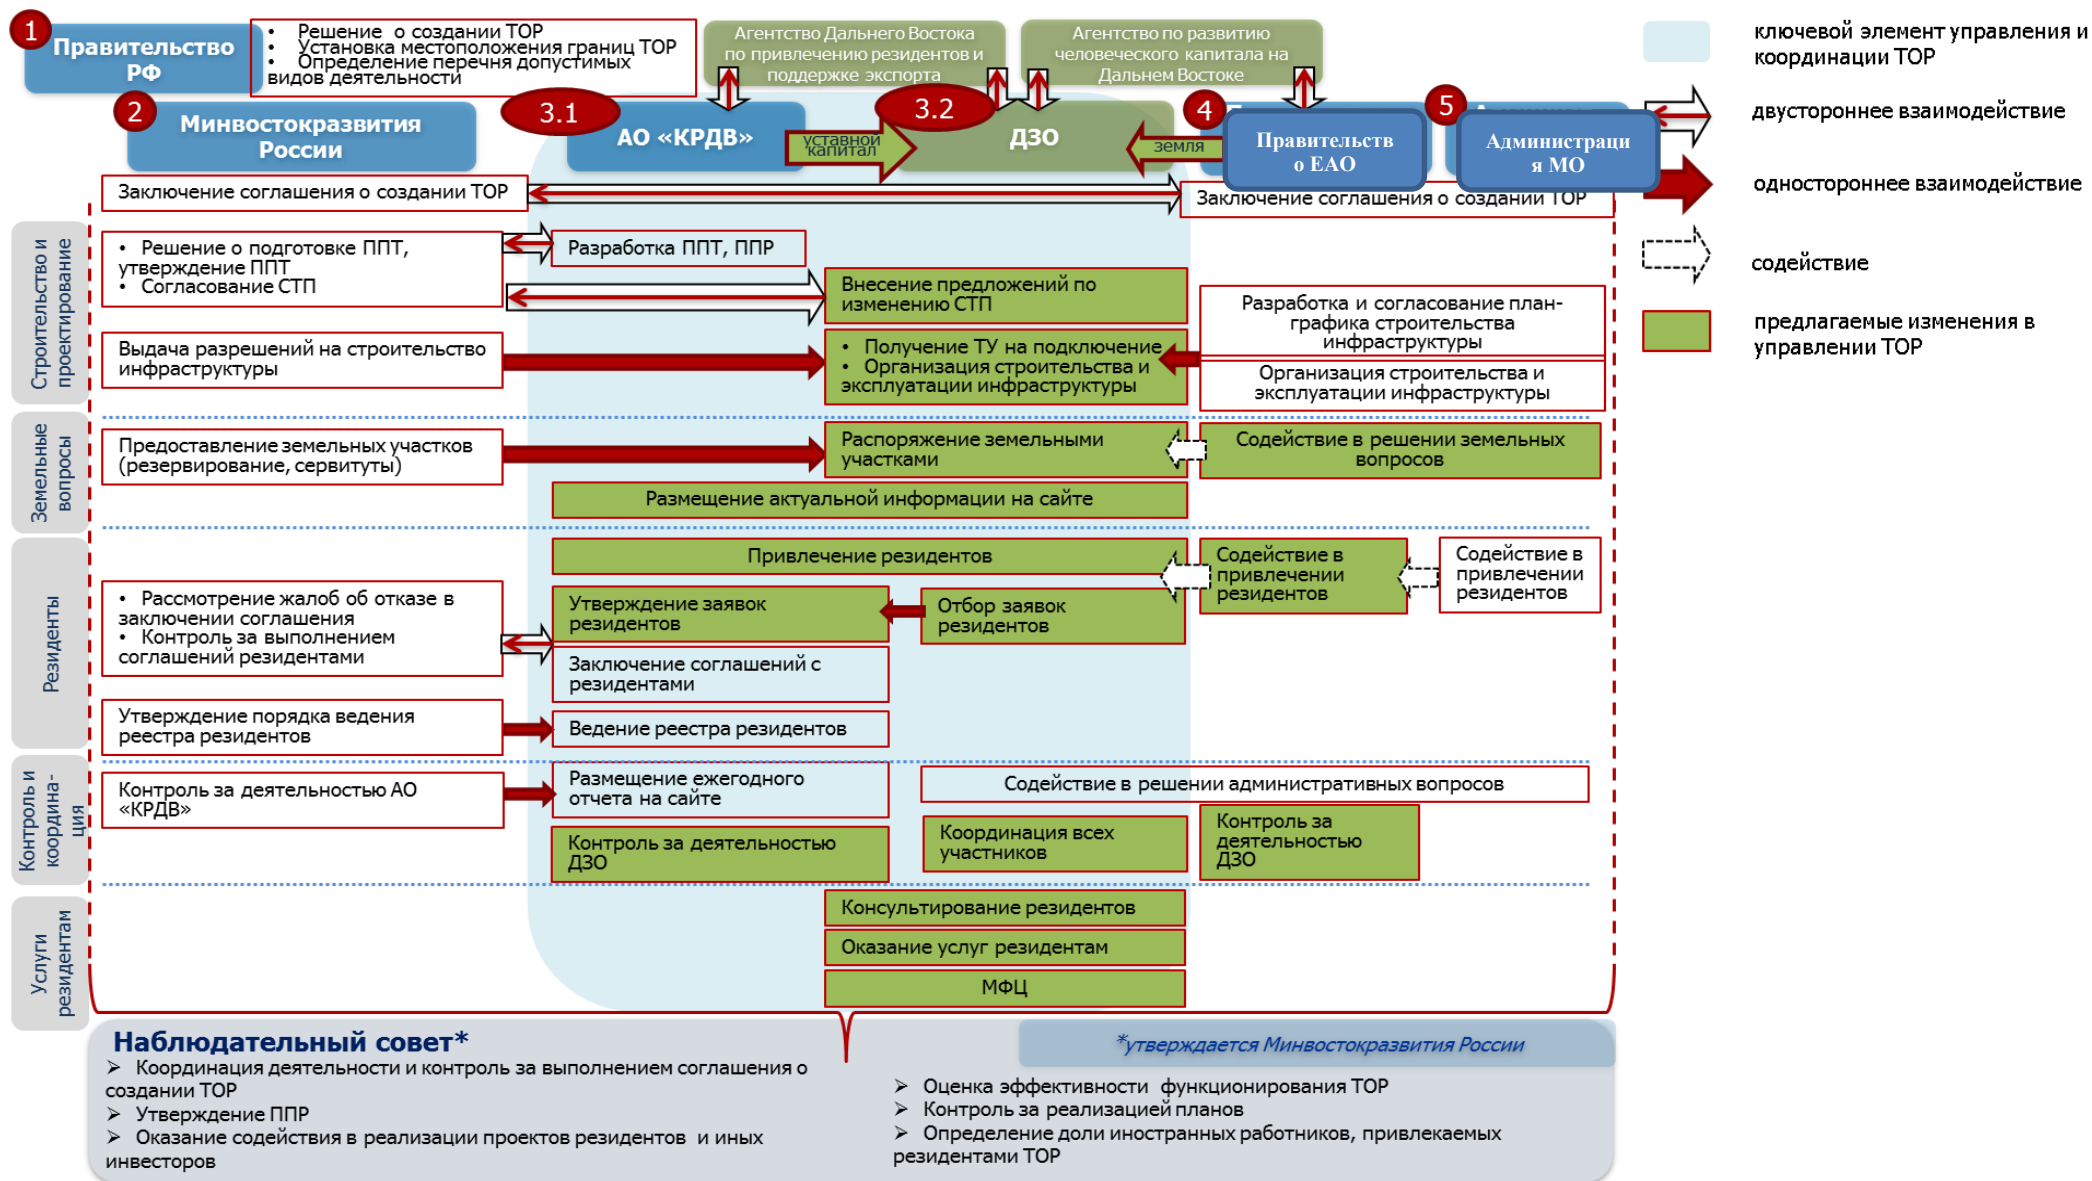 1
Правительство
РФ
• Решение о создании ТОР
• Установка местоположения границ ТОР
• Определение перечня допустимых
видов деятельности
Агентство Дальнего Востока
по привлечению резидентов и
поддержке экспорта
Агентство по развитию
человеческого капитала на
Дальнем Востоке
2
Минвостокразвития
России
3.1
АО «КРДВ»
уставной
капитал
3.2
ДЗО
земля
4
Правительств
о ЕАО
5
Администраци
я МО
ключевой элемент управления и
координации ТОР
двустороннее взаимодействие
одностороннее взаимодействие
содействие
предлагаемые изменения в
управлении ТОР
Заключение соглашения о создании ТОР
Заключение соглашения о создании ТОР
Строительство и
проектирование
• Решение о подготовке ППТ,
утверждение ППТ
• Согласование СТП
Разработка ППТ, ППР
Внесение предложений по
изменению СТП
Разработка и согласование план-
графика строительства
инфраструктуры
Выдача разрешений на строительство
инфраструктуры
• Получение ТУ на подключение
• Организация строительства и
эксплуатации инфраструктуры
Организация строительства и
эксплуатации инфраструктуры
Земельные
вопросы
Предоставление земельных участков
(резервирование, сервитуты)
Распоряжение земельными
участками
Содействие в решении земельных
вопросов
Размещение актуальной информации на сайте
Резиденты
Привлечение резидентов
Содействие в
привлечении
резидентов
Содействие в
привлечении
резидентов
• Рассмотрение жалоб об отказе в
заключении соглашения
• Контроль за выполнением
соглашений резидентами
Утверждение заявок
резидентов
Отбор заявок
резидентов
Заключение соглашений с
резидентами
Утверждение порядка ведения
реестра резидентов
Ведение реестра резидентов
Контроль и
координа-
ция
Контроль за деятельностью АО
«КРДВ»
Размещение ежегодного
отчета на сайте
Содействие в решении административных вопросов
Контроль за деятельностью
ДЗО
Координация всех
участников
Контроль за
деятельностью
ДЗО
Услуги
резидентам
Консультирование резидентов
Оказание услуг резидентам
МФЦ
Наблюдательный совет*
*утверждается Минвостокразвития России
➢ Координация деятельности и контроль за выполнением соглашения о
создании ТОР
➢ Утверждение ППР
➢ Оказание содействия в реализации проектов резидентов и иных
инвесторов
➢ Оценка эффективности функционирования ТОР
➢ Контроль за реализацией планов
➢ Определение доли иностранных работников, привлекаемых
резидентами ТОР